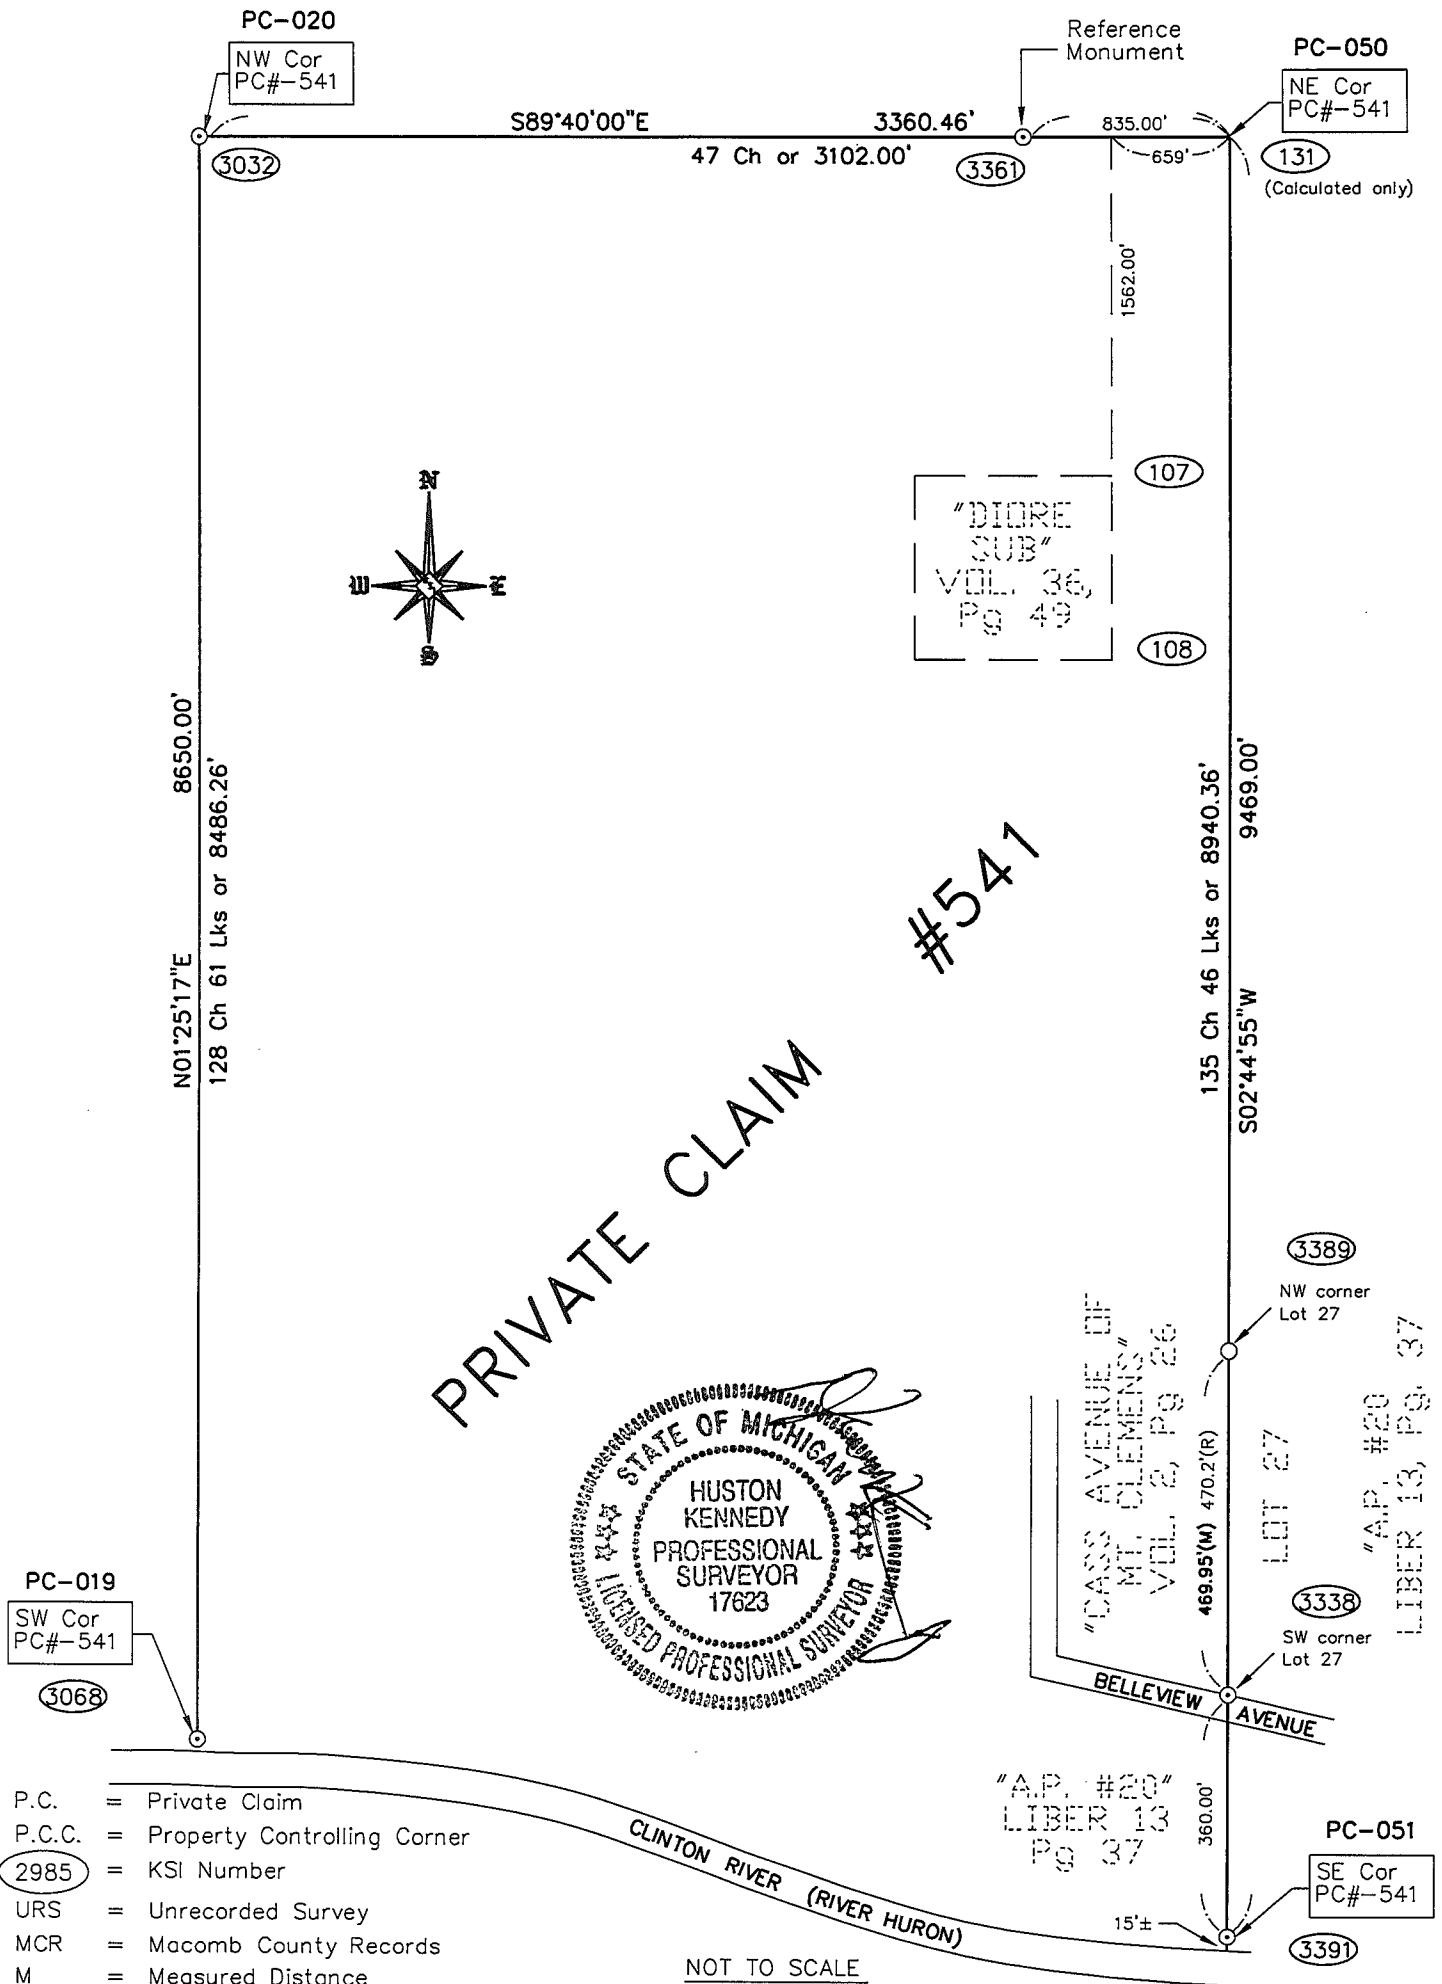 PC-020
NW Cor
PC#-541
Reference
Monument
PC-050
NE Cor
PC#-541
S89°40'00"E
3360.46'
835.00'
47 Ch or 3102.00'
659'
3032
3361
131
(Calculated only)
1562.00'
107
"DIORE
SUB"
VOL. 36,
Pg 49
108
N
W
E
S
N01°25'17"E
8650.00'
128 Ch 61 Lks or 8486.26'
135 Ch 46 Lks or 8940.36'
S02°44'55"W
9469.00'
PRIVATE CLAIM #541
3389
NW corner
Lot 27
"CASS AVENUE OF
MT. CLEMENS"
VOL. 2, Pg 26
469.95'(M) 470.2'(R)
LOT 27
"A.P. #20
LIBER 13, Pg. 37
STATE OF MICHIGAN
HUSTON
KENNEDY
PROFESSIONAL
SURVEYOR
17623
LICENSED PROFESSIONAL SURVEYOR
3338
SW corner
Lot 27
BELLEVIEW AVENUE
PC-019
SW Cor
PC#-541
3068
"A.P. #20"
LIBER 13
Pg 37
360.00'
PC-051
SE Cor
PC#-541
15'±
3391
CLINTON RIVER (RIVER HURON)
P.C. = Private Claim
P.C.C. = Property Controlling Corner
2985 = KSI Number
URS = Unrecorded Survey
MCR = Macomb County Records
M = Measured Distance
NOT TO SCALE